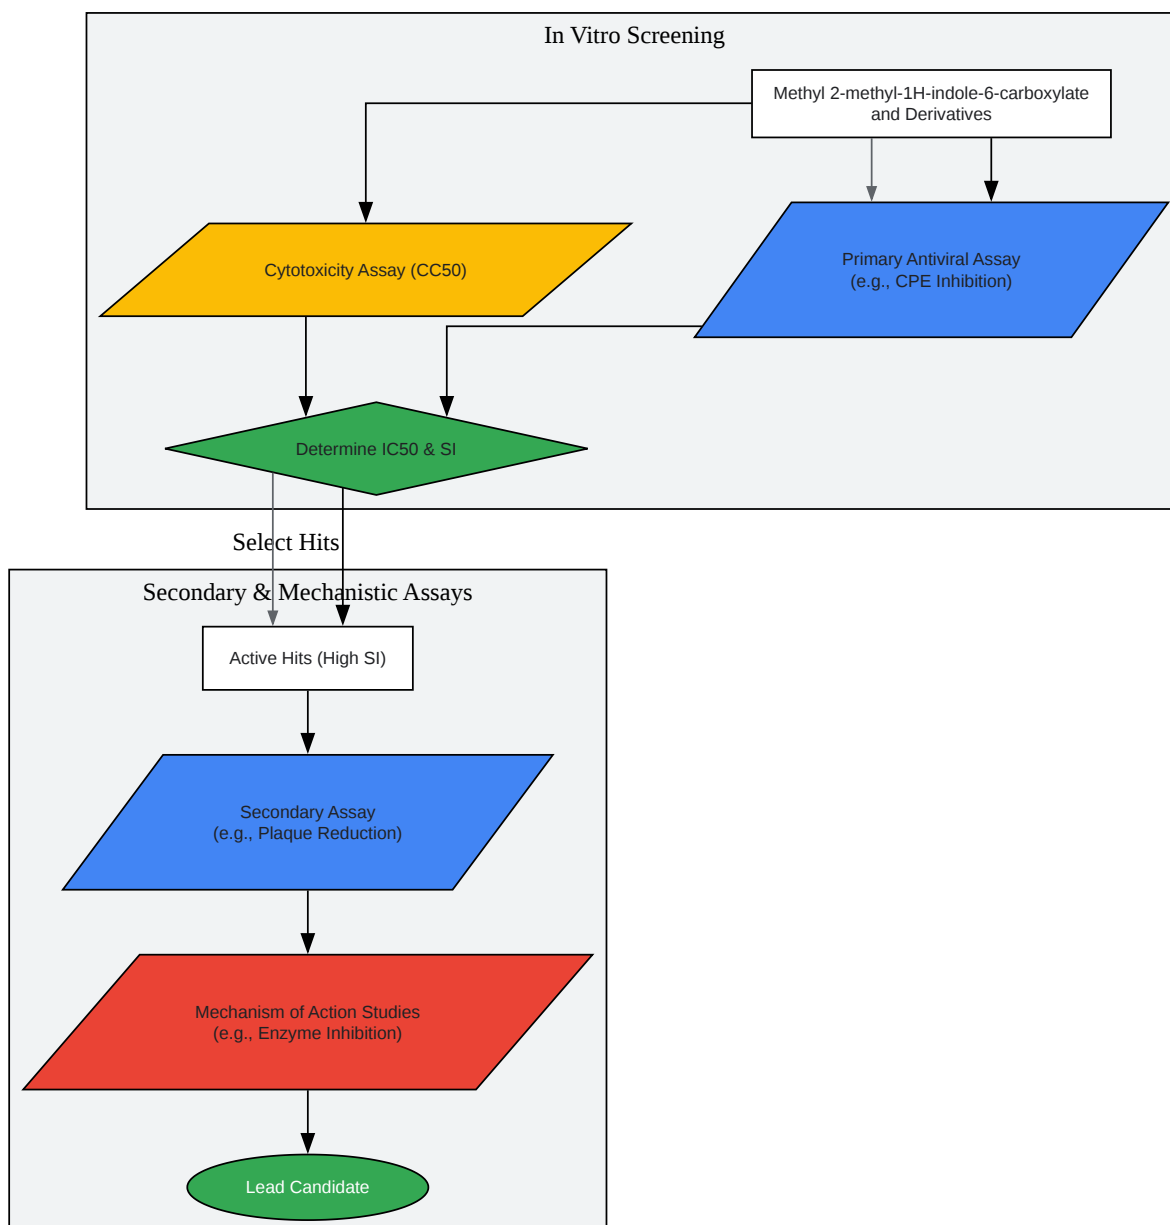 In Vitro Screening
Methyl 2-methyl-1H-indole-6-carboxylate
and Derivatives
Cytotoxicity Assay (CC50)
Primary Antiviral Assay
(e.g., CPE Inhibition)
Determine IC50 & SI
Select Hits
Secondary & Mechanistic Assays
Active Hits (High SI)
Secondary Assay
(e.g., Plaque Reduction)
Mechanism of Action Studies
(e.g., Enzyme Inhibition)
Lead Candidate